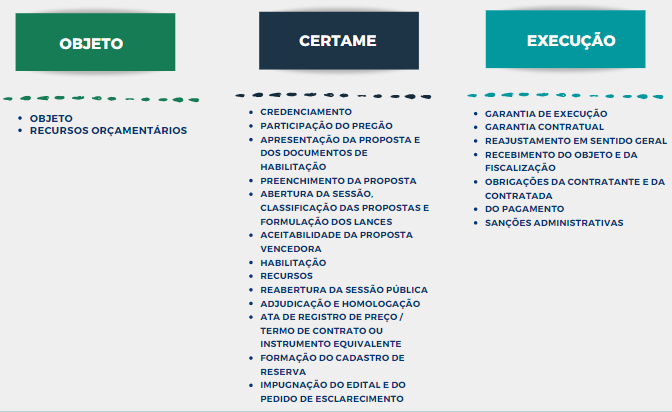 OBJETO
• OBJETO
• RECURSOS ORÇAMENTÁRIOS
CERTAME
• CREDENCIAMENTO
• PARTICIPAÇÃO DO PREGÃO
• APRESENTAÇÃO DA PROPOSTA E
DOS DOCUMENTOS DE
HABILITAÇÃO
• PREENCHIMENTO DA PROPOSTA
• ABERTURA DA SESSÃO,
CLASSIFICAÇÃO DAS PROPOSTAS E
FORMULAÇÃO DOS LANCES
• ACEITABILIDADE DA PROPOSTA
VENCEDORA
• HABILITAÇÃO
• RECURSOS
• REABERTURA DA SESSÃO PÚBLICA
• ADJUDICAÇÃO E HOMOLOGAÇÃO
• ATA DE REGISTRO DE PREÇO /
TERMO DE CONTRATO OU
INSTRUMENTO EQUIVALENTE
• FORMAÇÃO DO CADASTRO DE
RESERVA
• IMPUGNAÇÃO DO EDITAL E DO
PEDIDO DE ESCLARECIMENTO
EXECUÇÃO
• GARANTIA DE EXECUÇÃO
• GARANTIA CONTRATUAL
• REAJUSTAMENTO EM SENTIDO GERAL
• RECEBIMENTO DO OBJETO E DA
FISCALIZAÇÃO
• OBRIGAÇÕES DA CONTRATANTE E DA
CONTRATADA
• DO PAGAMENTO
• SANÇÕES ADMINISTRATIVAS